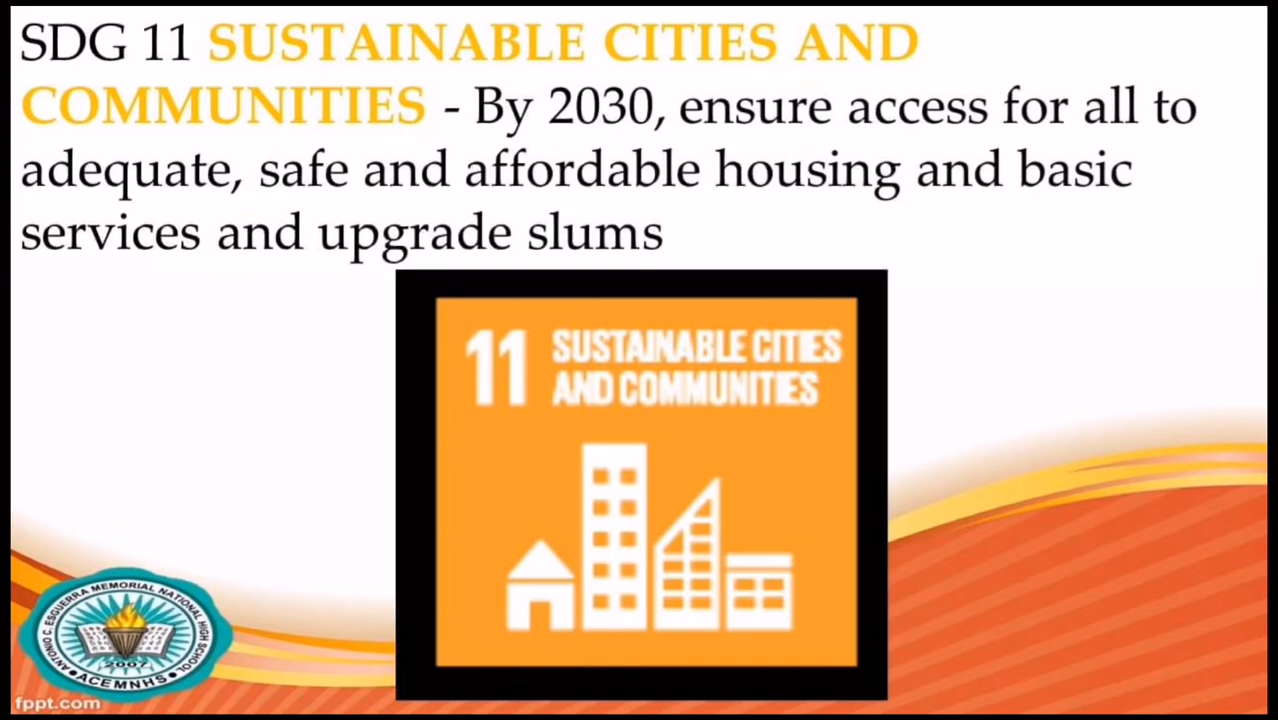 SDG 11 SUSTAINABLE CITIES AND
COMMUNITIES - By 2030, ensure access for all to
adequate, safe and affordable housing and basic
services and upgrade slums
11 SUSTAINABLE CITIES
AND COMMUNITIES
ANTONIO C. ESGUERRA MEMORIAL NATIONAL HIGH SCHOOL
2007
ACEMNHS
fppt.com